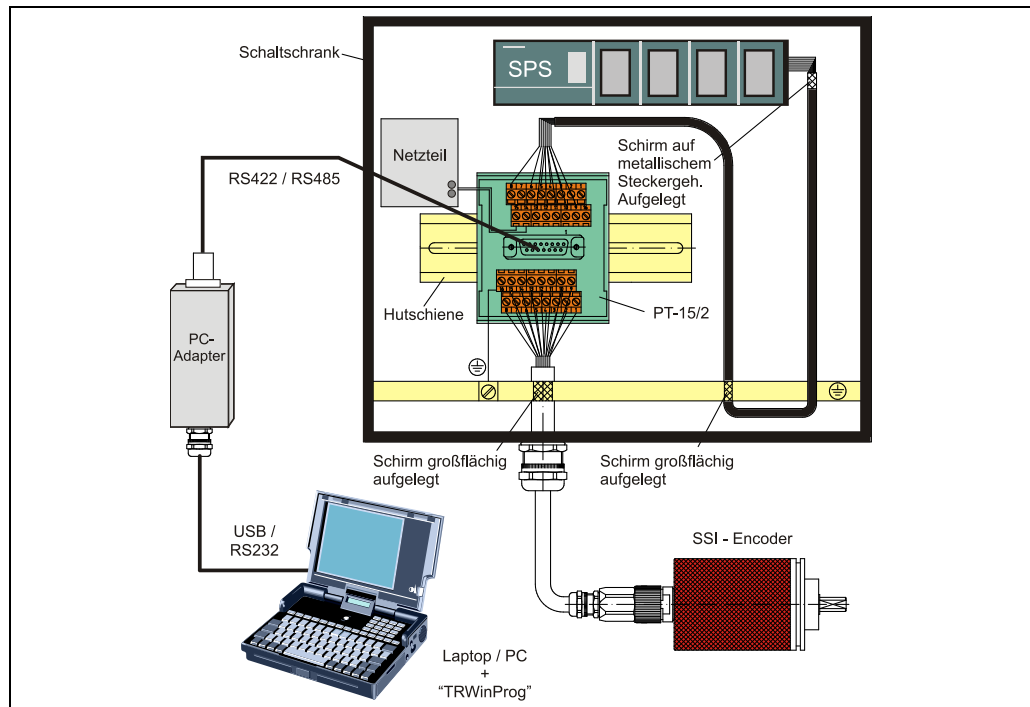 Schaltschrank
SPS
Netzteil
Schirm auf
metallischem
Steckergeh.
Aufgelegt
RS422 / RS485
1
Hutschiene
PT-15/2
PC-
Adapter
Schirm großflächig
aufgelegt
Schirm großflächig
aufgelegt
USB /
RS232
SSI - Encoder
Laptop / PC
+
“TRWinProg”